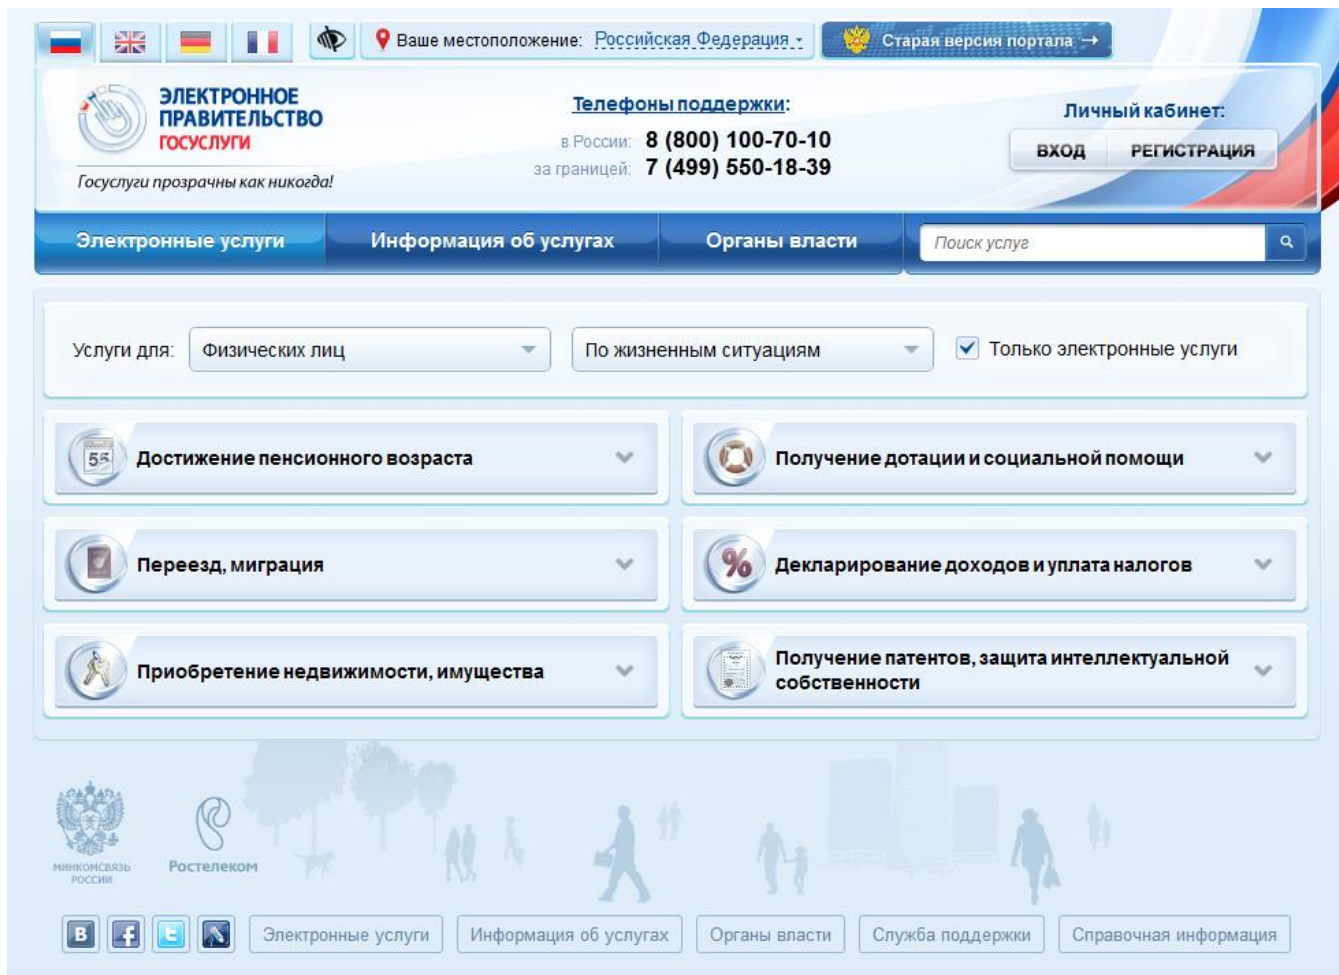 Ваше местоположение: Российская Федерация
Старая версия портала →
ЭЛЕКТРОННОЕ
ПРАВИТЕЛЬСТВО
ГОСУСЛУГИ
Госуслуги прозрачны как никогда!
Телефоны поддержки:
в России: 8 (800) 100-70-10
за границей: 7 (499) 550-18-39
Личный кабинет:
ВХОД РЕГИСТРАЦИЯ
Электронные услуги
Информация об услугах
Органы власти
Поиск услуг
Услуги для: Физических лиц
По жизненным ситуациям
Только электронные услуги
55
Достижение пенсионного возраста
Получение дотации и социальной помощи
Переезд, миграция
%
Декларирование доходов и уплата налогов
Приобретение недвижимости, имущества
Получение патентов, защита интеллектуальной
собственности
МИНКОМСВЯЗЬ
РОССИИ
Ростелеком
В f t
Электронные услуги
Информация об услугах
Органы власти
Служба поддержки
Справочная информация